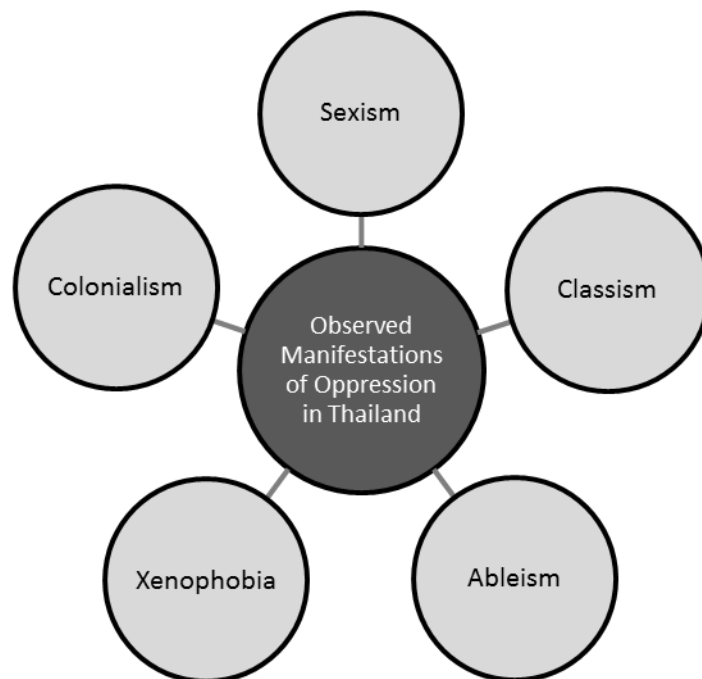 Sexism
Colonialism
Classism
Observed
Manifestations
of Oppression
in Thailand
Xenophobia
Ableism